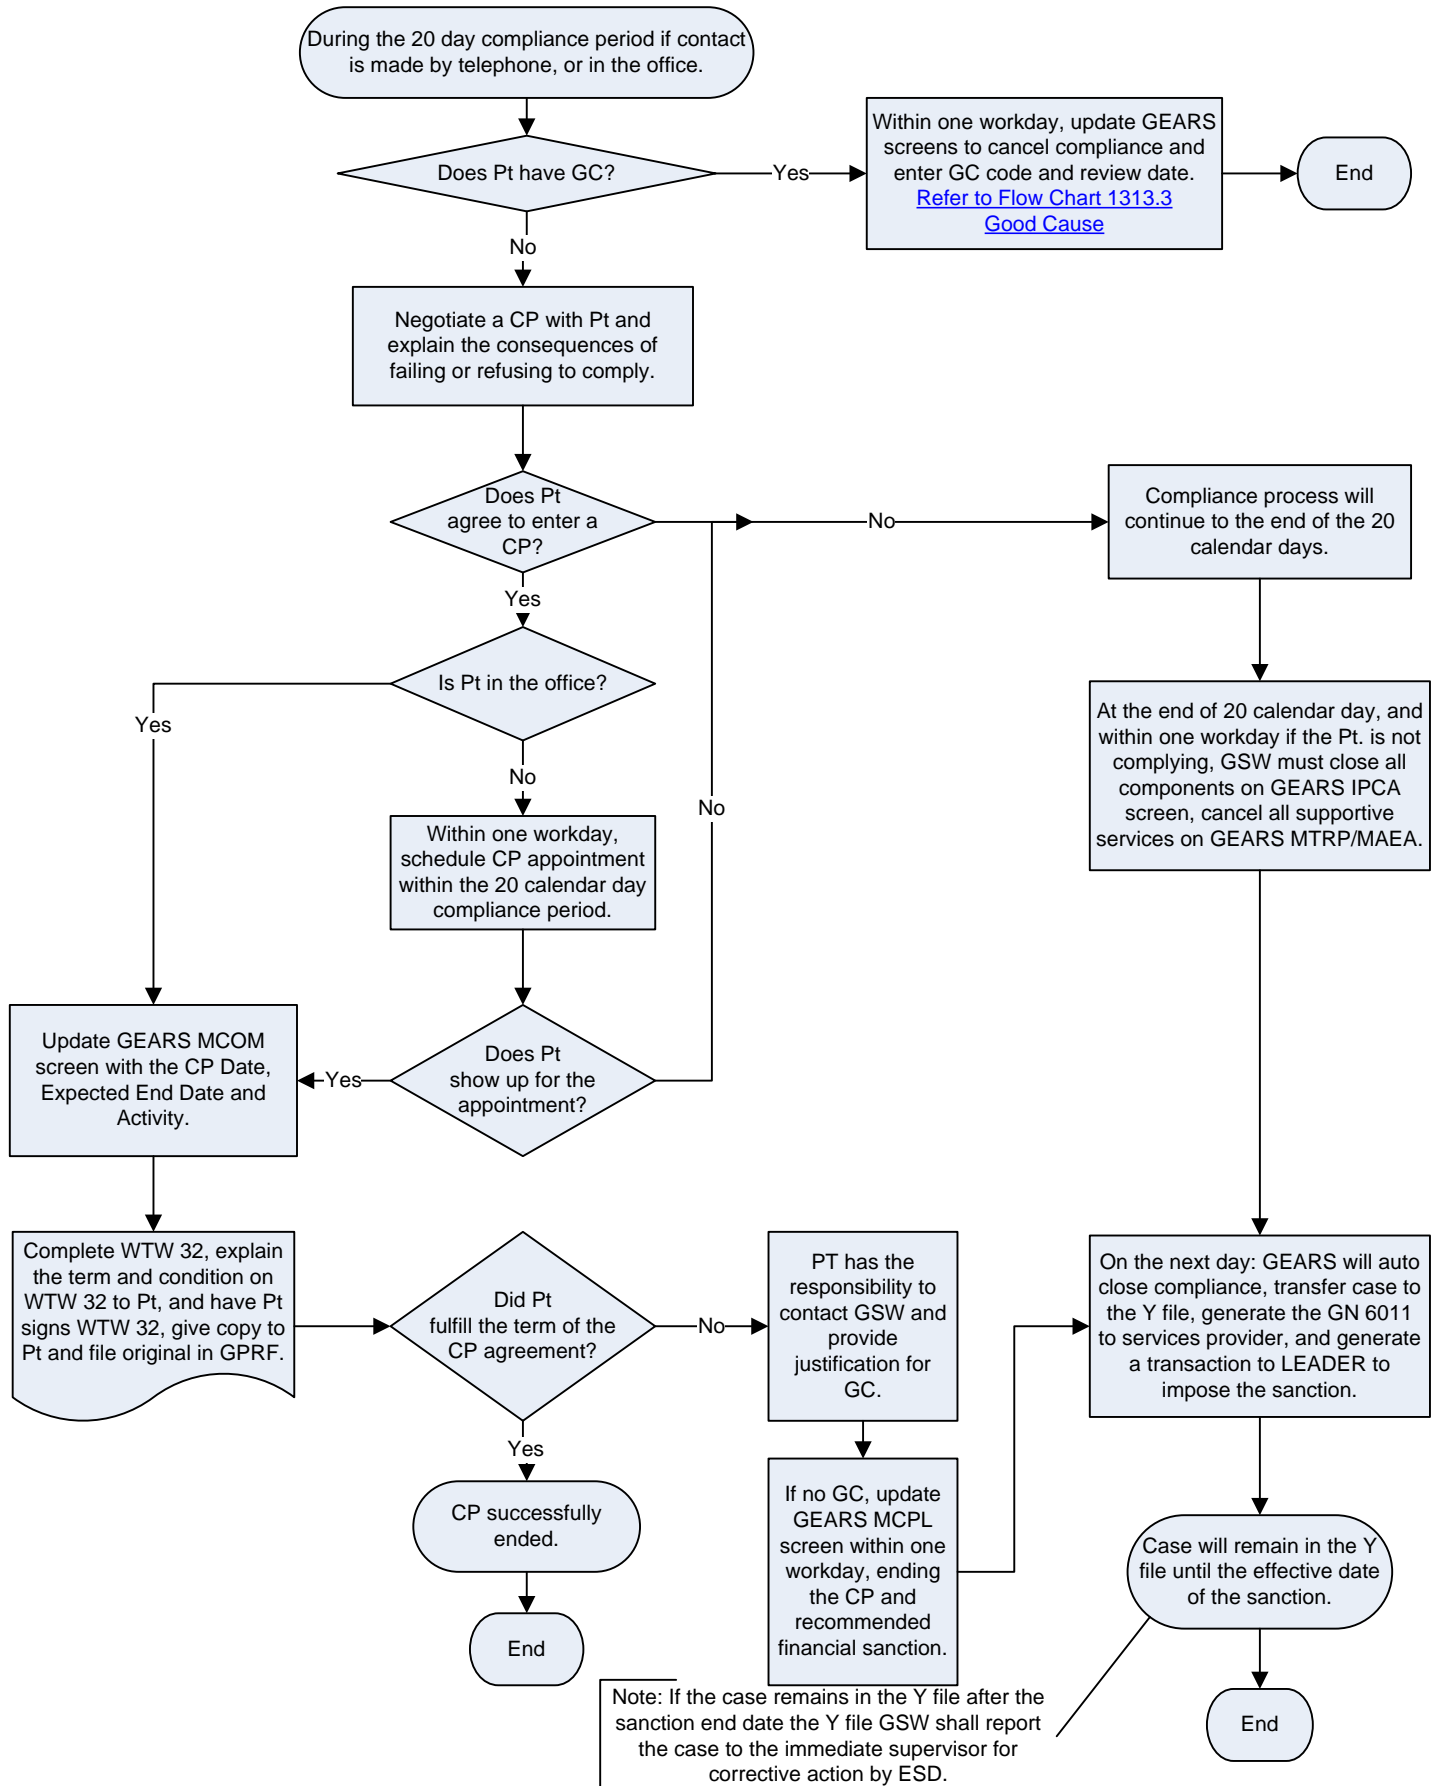 During the 20 day compliance period if contact
is made by telephone, or in the office.
Does Pt have GC?
Yes
Within one workday, update GEARS
screens to cancel compliance and
enter GC code and review date.
Refer to Flow Chart 1313.3
Good Cause
End
No
Negotiate a CP with Pt and
explain the consequences of
failing or refusing to comply.
Does Pt
agree to enter a
CP?
No
Compliance process will
continue to the end of the 20
calendar days.
Yes
Is Pt in the office?
Yes
No
At the end of 20 calendar day, and
within one workday if the Pt. is not
complying, GSW must close all
components on GEARS IPCA
screen, cancel all supportive
services on GEARS MTRP/MAEA.
Within one workday,
schedule CP appointment
within the 20 calendar day
compliance period.
No
Does Pt
show up for the
appointment?
Yes
Update GEARS MCOM
screen with the CP Date,
Expected End Date and
Activity.
Complete WTW 32, explain
the term and condition on
WTW 32 to Pt, and have Pt
signs WTW 32, give copy to
Pt and file original in GPRF.
Did Pt
fulfill the term of the
CP agreement?
No
PT has the
responsibility to
contact GSW and
provide
justification for
GC.
On the next day: GEARS will auto
close compliance, transfer case to
the Y file, generate the GN 6011
to services provider, and generate
a transaction to LEADER to
impose the sanction.
Yes
CP successfully
ended.
End
If no GC, update
GEARS MCPL
screen within one
workday, ending
the CP and
recommended
financial sanction.
Case will remain in the Y
file until the effective date
of the sanction.
End
Note: If the case remains in the Y file after the
sanction end date the Y file GSW shall report
the case to the immediate supervisor for
corrective action by ESD.